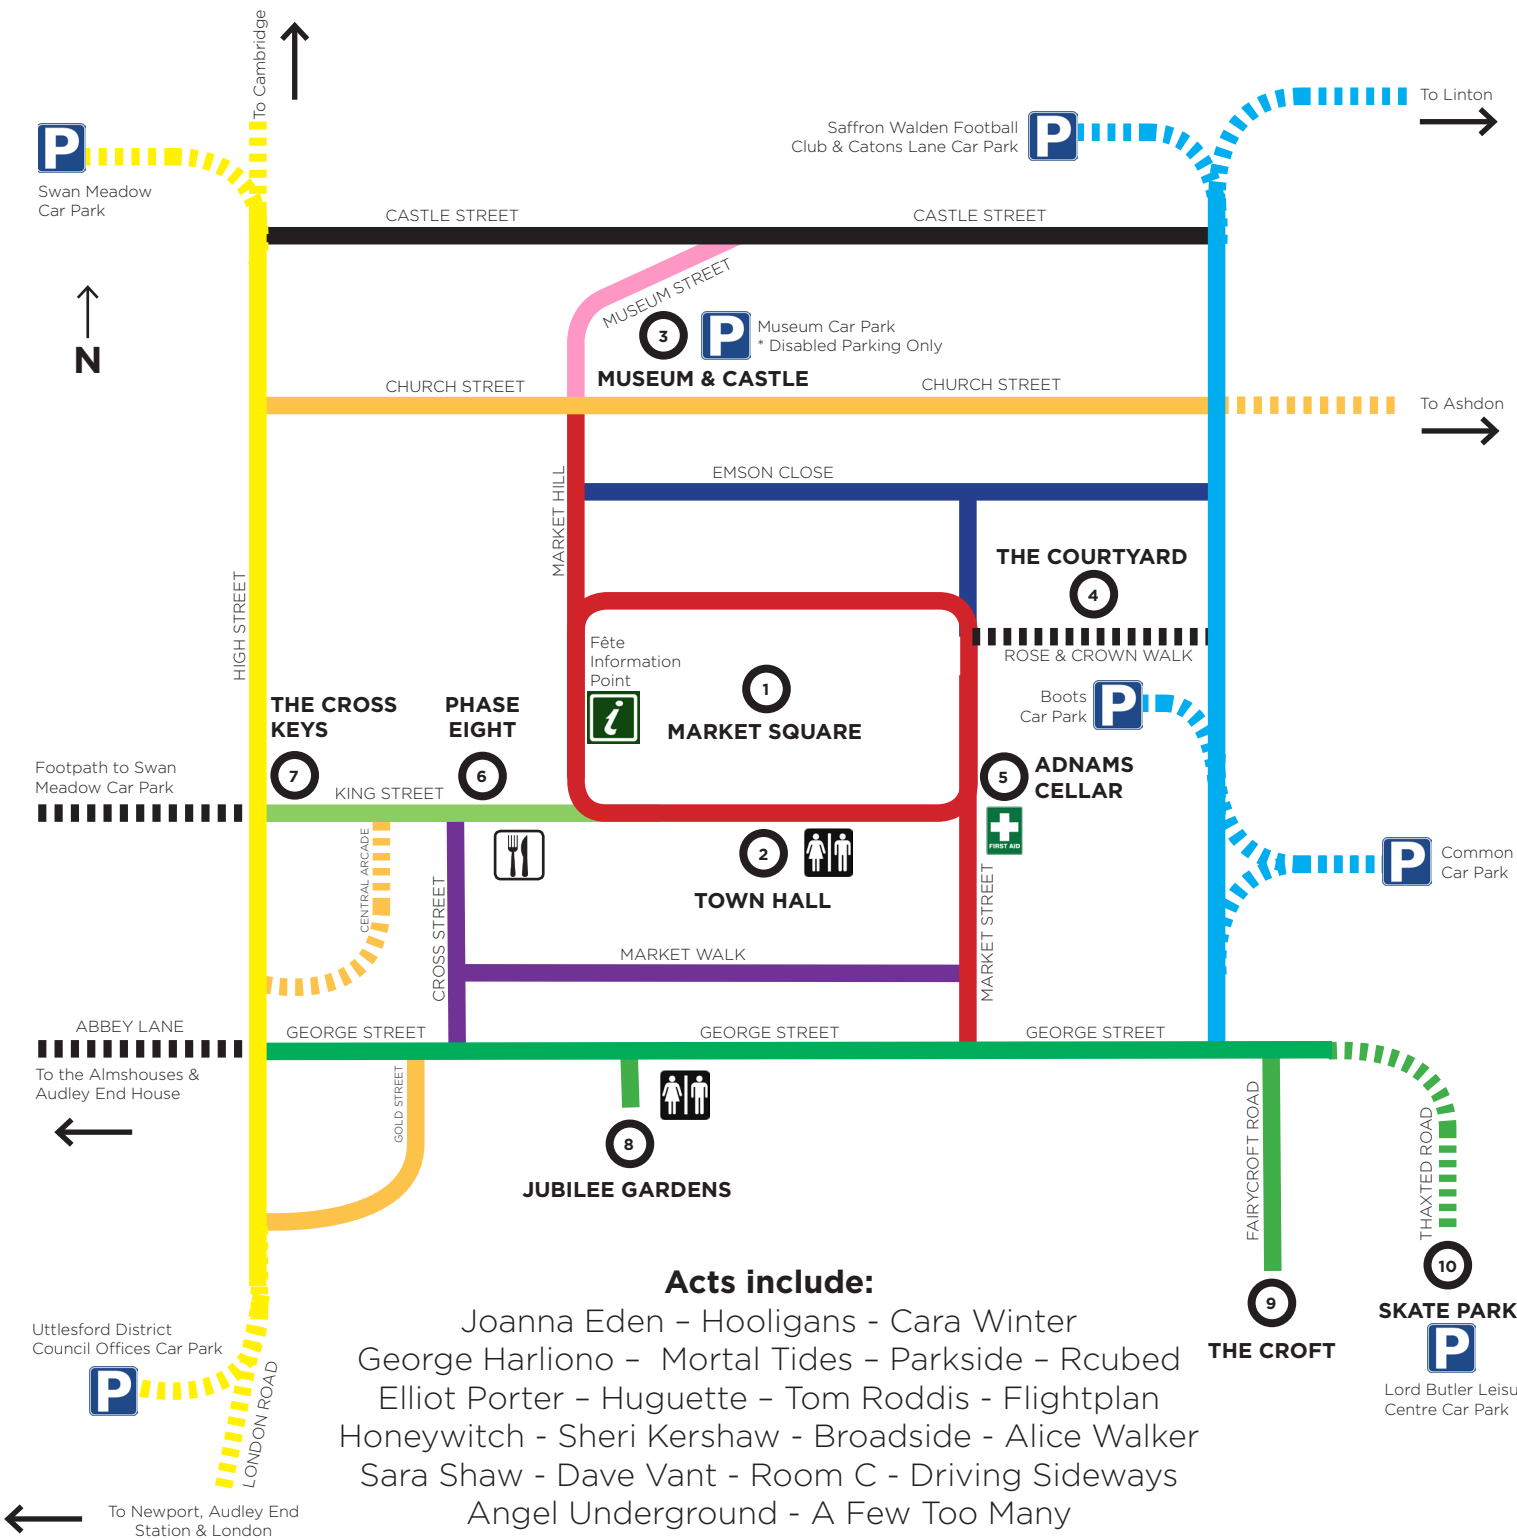 To Cambridge
To Linton
P
Saffron Walden Football
Club & Catons Lane Car Park
P
Swan Meadow
Car Park
CASTLE STREET
CASTLE STREET
MUSEUM STREET
N
3
P
Museum Car Park
* Disabled Parking Only
MUSEUM & CASTLE
CHURCH STREET
CHURCH STREET
To Ashdon
EMSON CLOSE
MARKET HILL
THE COURTYARD
4
HIGH STREET
Fête
Information
Point
i
ROSE & CROWN WALK
1
MARKET SQUARE
Boots
Car Park
P
THE CROSS
KEYS
7
PHASE
EIGHT
6
5
ADNAMS
CELLAR
Footpath to Swan
Meadow Car Park
KING STREET
FIRST AID
CENTRAL ARCADE
2
TOWN HALL
P
Common
Car Park
CROSS STREET
MARKET STREET
MARKET WALK
ABBEY LANE
GEORGE STREET
GEORGE STREET
GEORGE STREET
To the Almshouses &
Audley End House
GOLD STREET
8
JUBILEE GARDENS
FAIRYCROFT ROAD
THAXTED ROAD
9
THE CROFT
10
SKATE PARK
P
Lord Butler Leisu
Centre Car Park
Uttlesford District
Council Offices Car Park
P
LONDON ROAD
To Newport, Audley End
Station & London
Acts include:
Joanna Eden – Hooligans - Cara Winter
George Harliono –  Mortal Tides – Parkside – Rcubed
Elliot Porter – Huguette – Tom Roddis - Flightplan
Honeywitch - Sheri Kershaw - Broadside - Alice Walker
Sara Shaw - Dave Vant - Room C - Driving Sideways
Angel Underground - A Few Too Many